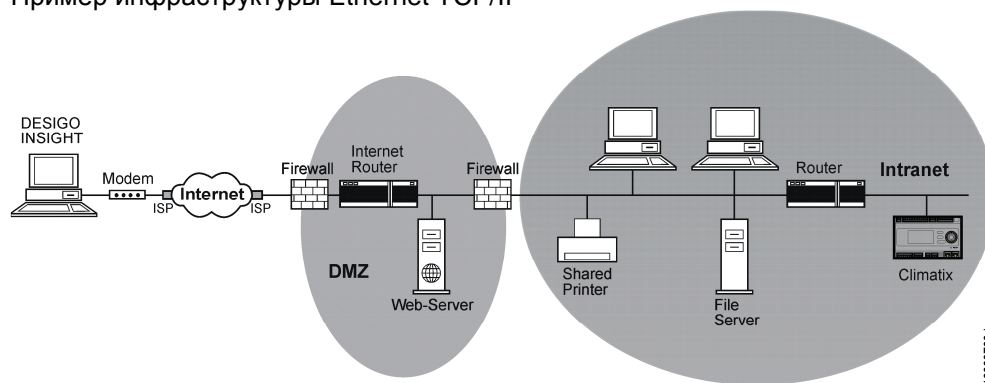 Пример инфраструктуры Ethernet TCP/IP
DESIGO
INSIGHT
Modem
ISP
Internet
ISP
Firewall
Internet
Router
Firewall
DMZ
Web-Server
Shared
Printer
File
Server
Router
Intranet
Climatix